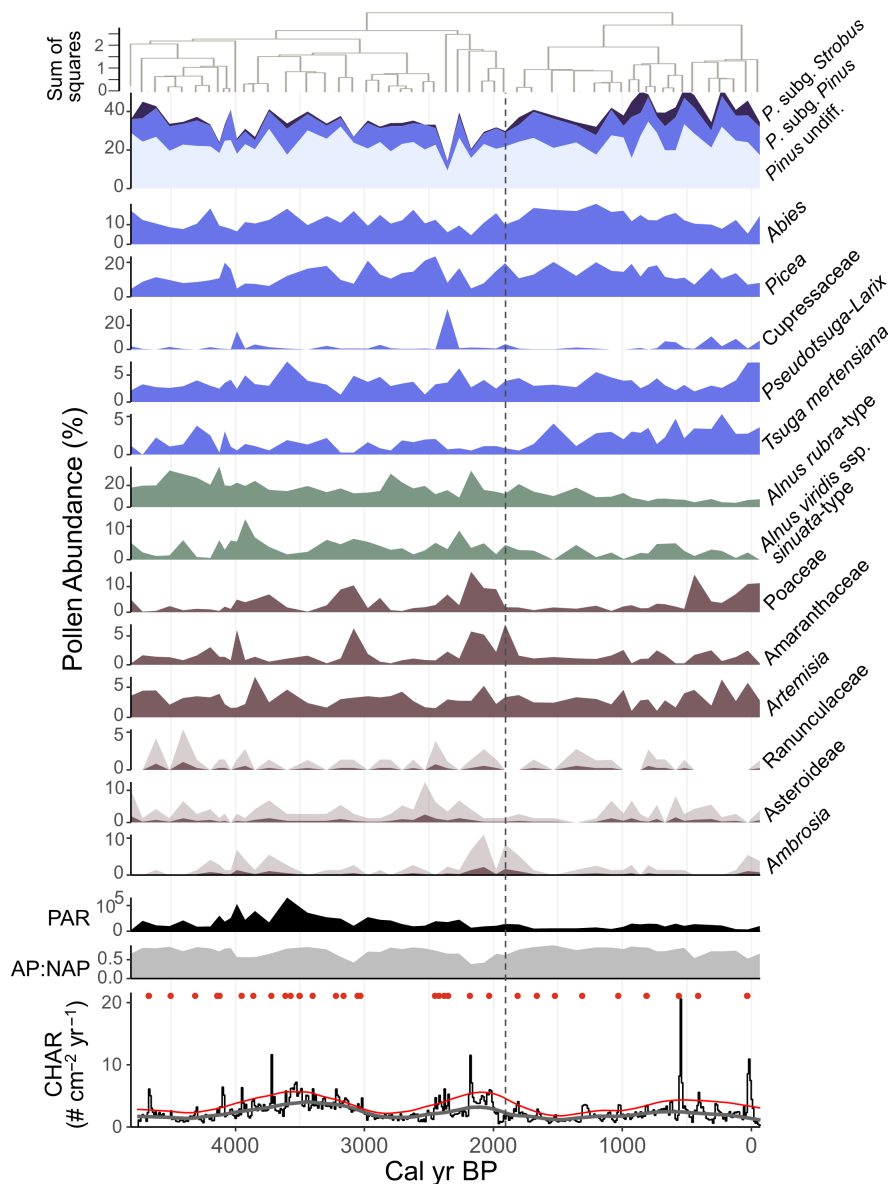 Sum of
squares
2
1
0
P. subg. Strobus
P. subg. Pinus
Pinus undiff.
40
20
0
Abies
10
0
Picea
20
0
Cupressaceae
20
0
Pseudotsuga-Larix
5
0
Tsuga mertensiana
5
0
Alnus rubra-type
20
0
Alnus viridis ssp.
sinuata-type
10
0
Poaceae
10
0
Amaranthaceae
5
0
Artemisia
5
0
Ranunculaceae
5
0
Asteroideae
10
0
Ambrosia
10
0
Pollen Abundance (%)
PAR
10⁵
0
AP:NAP
0.5
0.0
CHAR
(# cm⁻² yr⁻¹)
20
10
0
4000 3000 2000 1000 0
Cal yr BP